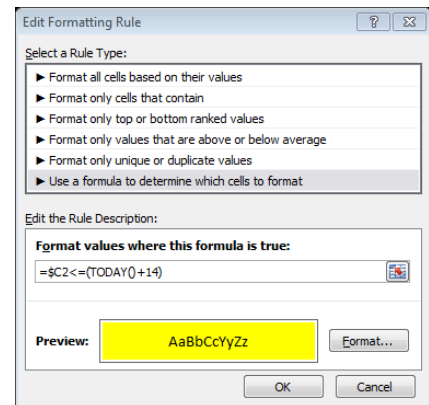 Edit Formatting Rule
Select a Rule Type:
► Format all cells based on their values
► Format only cells that contain
► Format only top or bottom ranked values
► Format only values that are above or below average
► Format only unique or duplicate values
► Use a formula to determine which cells to format
Edit the Rule Description:
Format values where this formula is true:
=$C2<=(TODAY()+14)
Preview: AaBbCcYyZz Format...
OK Cancel